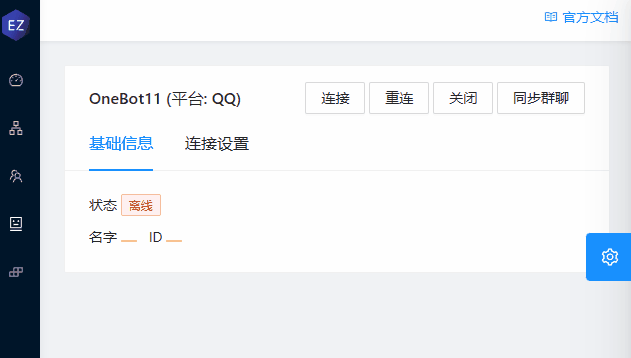 EZ
官方文档
OneBot11 (平台: QQ) 连接 重连 关闭 同步群聊
基础信息 连接设置
状态 离线
名字 ID